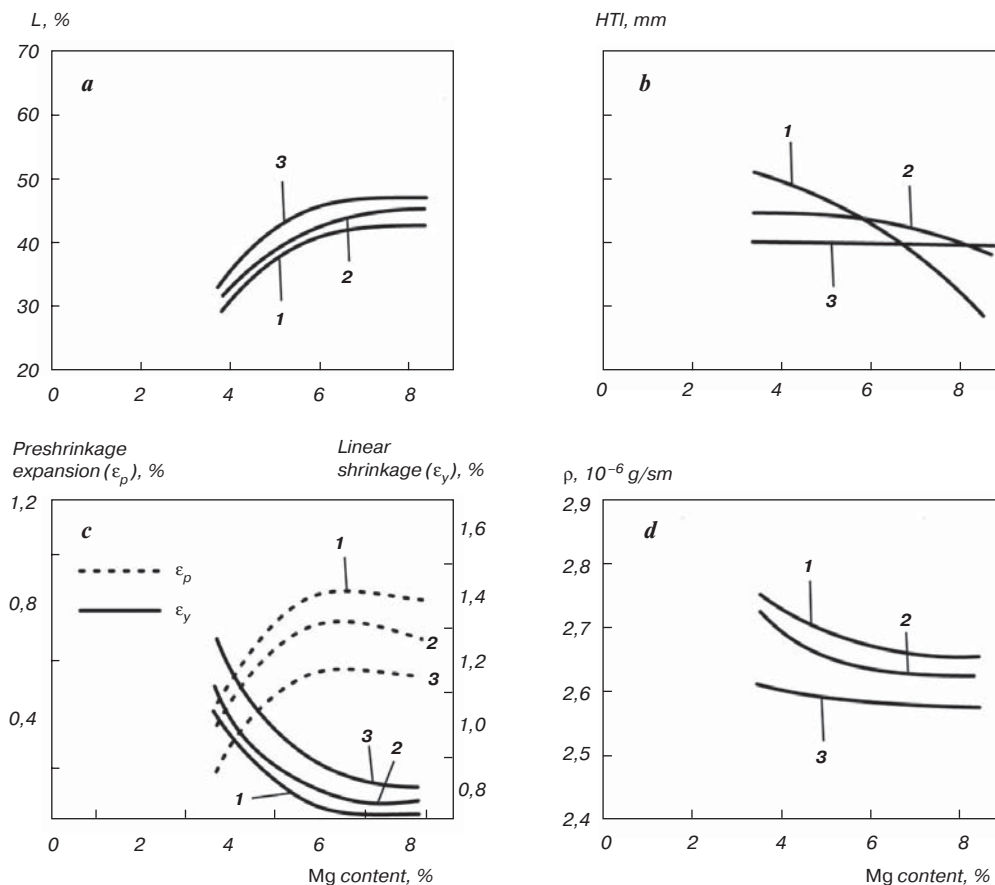 L, %
70
60
50
40
30
20
a
3
2
1
0 2 4 6 8
HTI, mm
b
1
2
3
0 2 4 6 8
Preshrinkage
expansion (εp), %
Linear
shrinkage (εy), %
1,2
0,8
0,4
c
εp
εy
1
2
3
3
2
1
1,6
1,4
1,2
1,0
0,8
0 2 4 6 8
Mg content, %
ρ, 10⁻⁶ g/sm
2,9
2,8
2,7
2,6
2,5
2,4
d
1
2
3
0 2 4 6 8
Mg content, %